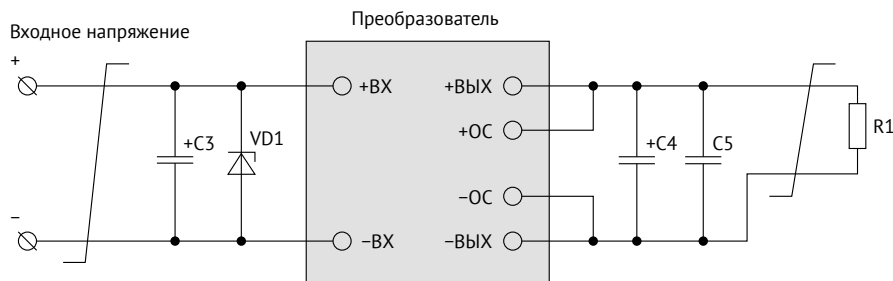 Преобразователь
Входное напряжение
+
+ВХ
+ВЫХ
+ОС
R1
+C3
VD1
+C4
C5
−ОС
−
−ВХ
−ВЫХ